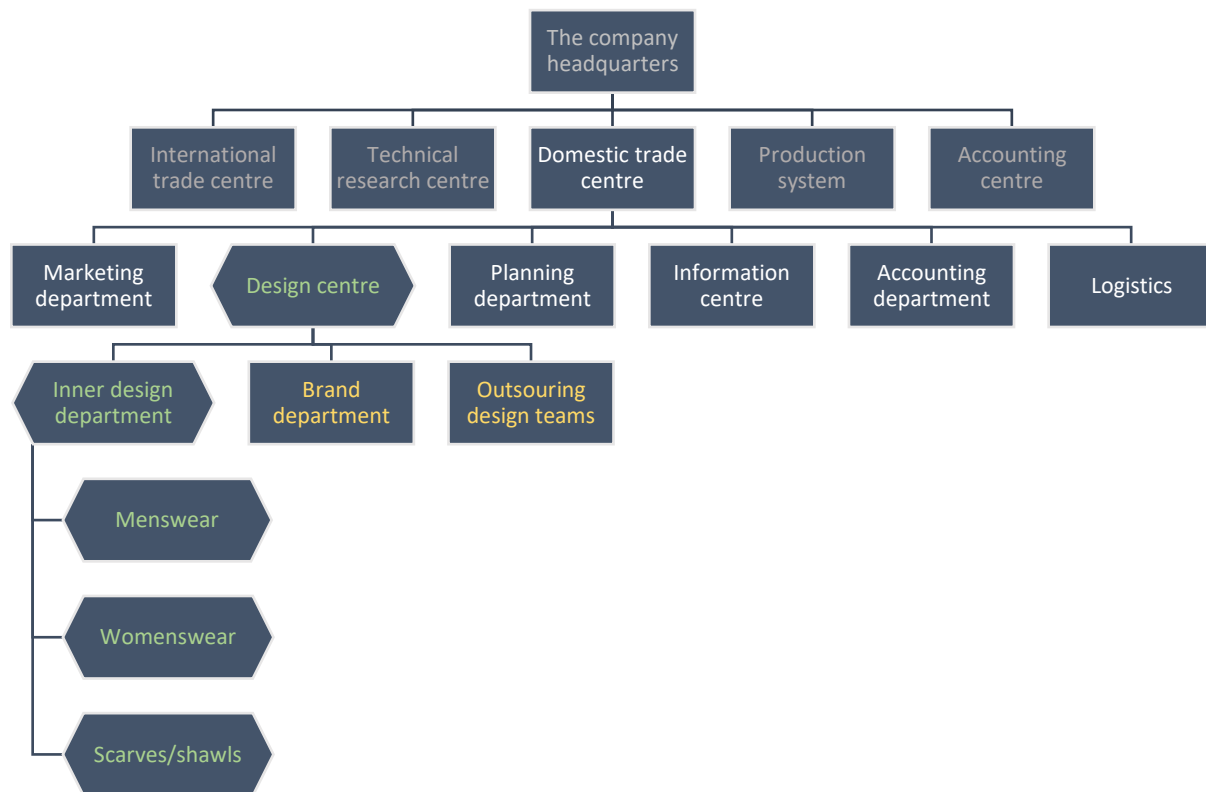 The company
headquarters
International
trade centre
Technical
research centre
Domestic trade
centre
Production
system
Accounting
centre
Marketing
department
Design centre
Planning
department
Information
centre
Accounting
department
Logistics
Inner design
department
Brand
department
Outsouring
design teams
Menswear
Womenswear
Scarves/shawls